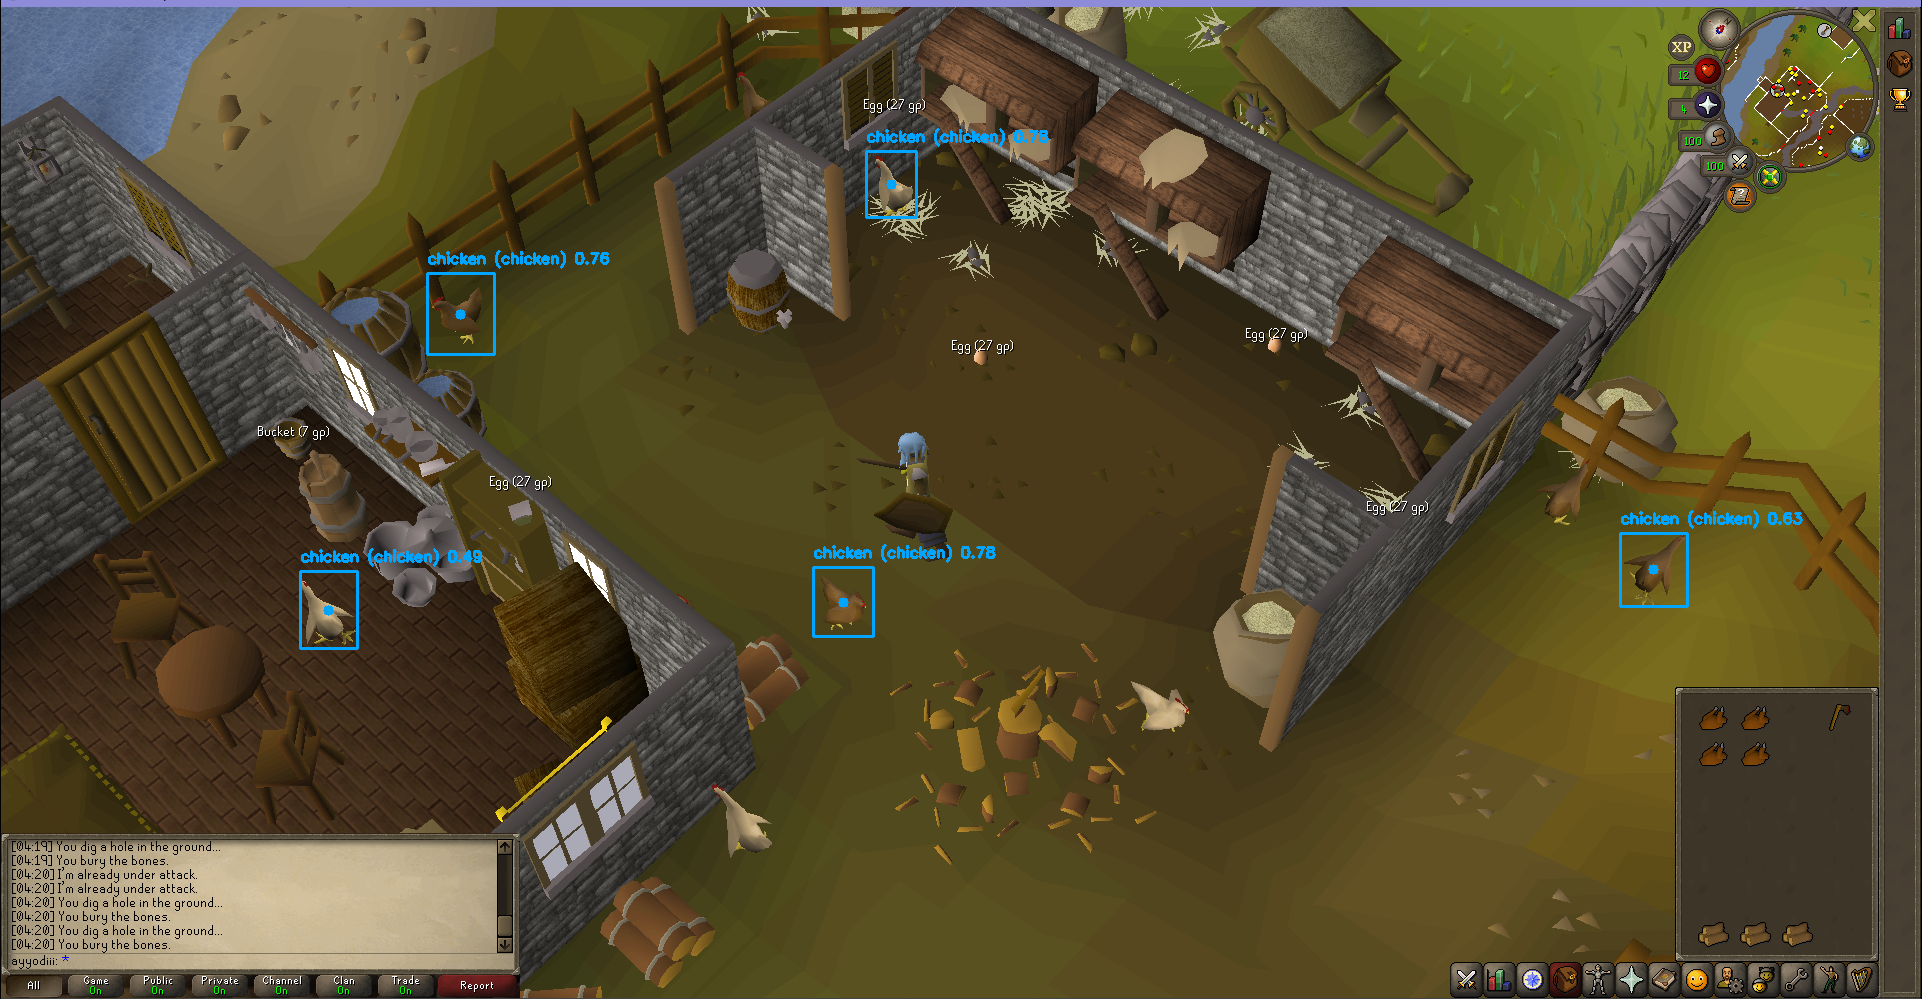 XP
12
4
100
100
Egg (27 gp)
chicken (chicken) 0.78
chicken (chicken) 0.76
Egg (27 gp)
Egg (27 gp)
Bucket (7 gp)
Egg (27 gp)
Egg (27 gp)
chicken (chicken) 0.63
chicken (chicken) 0.49
chicken (chicken) 0.78
[04:19] You dig a hole in the ground...
[04:19] You bury the bones.
[04:20] I'm already under attack.
[04:20] I'm already under attack.
[04:20] You dig a hole in the ground...
[04:20] You bury the bones.
[04:20] You dig a hole in the ground...
[04:20] You bury the bones.
ayyodiii: *
All
Game
On
Public
On
Private
On
Channel
On
Clan
On
Trade
On
Report